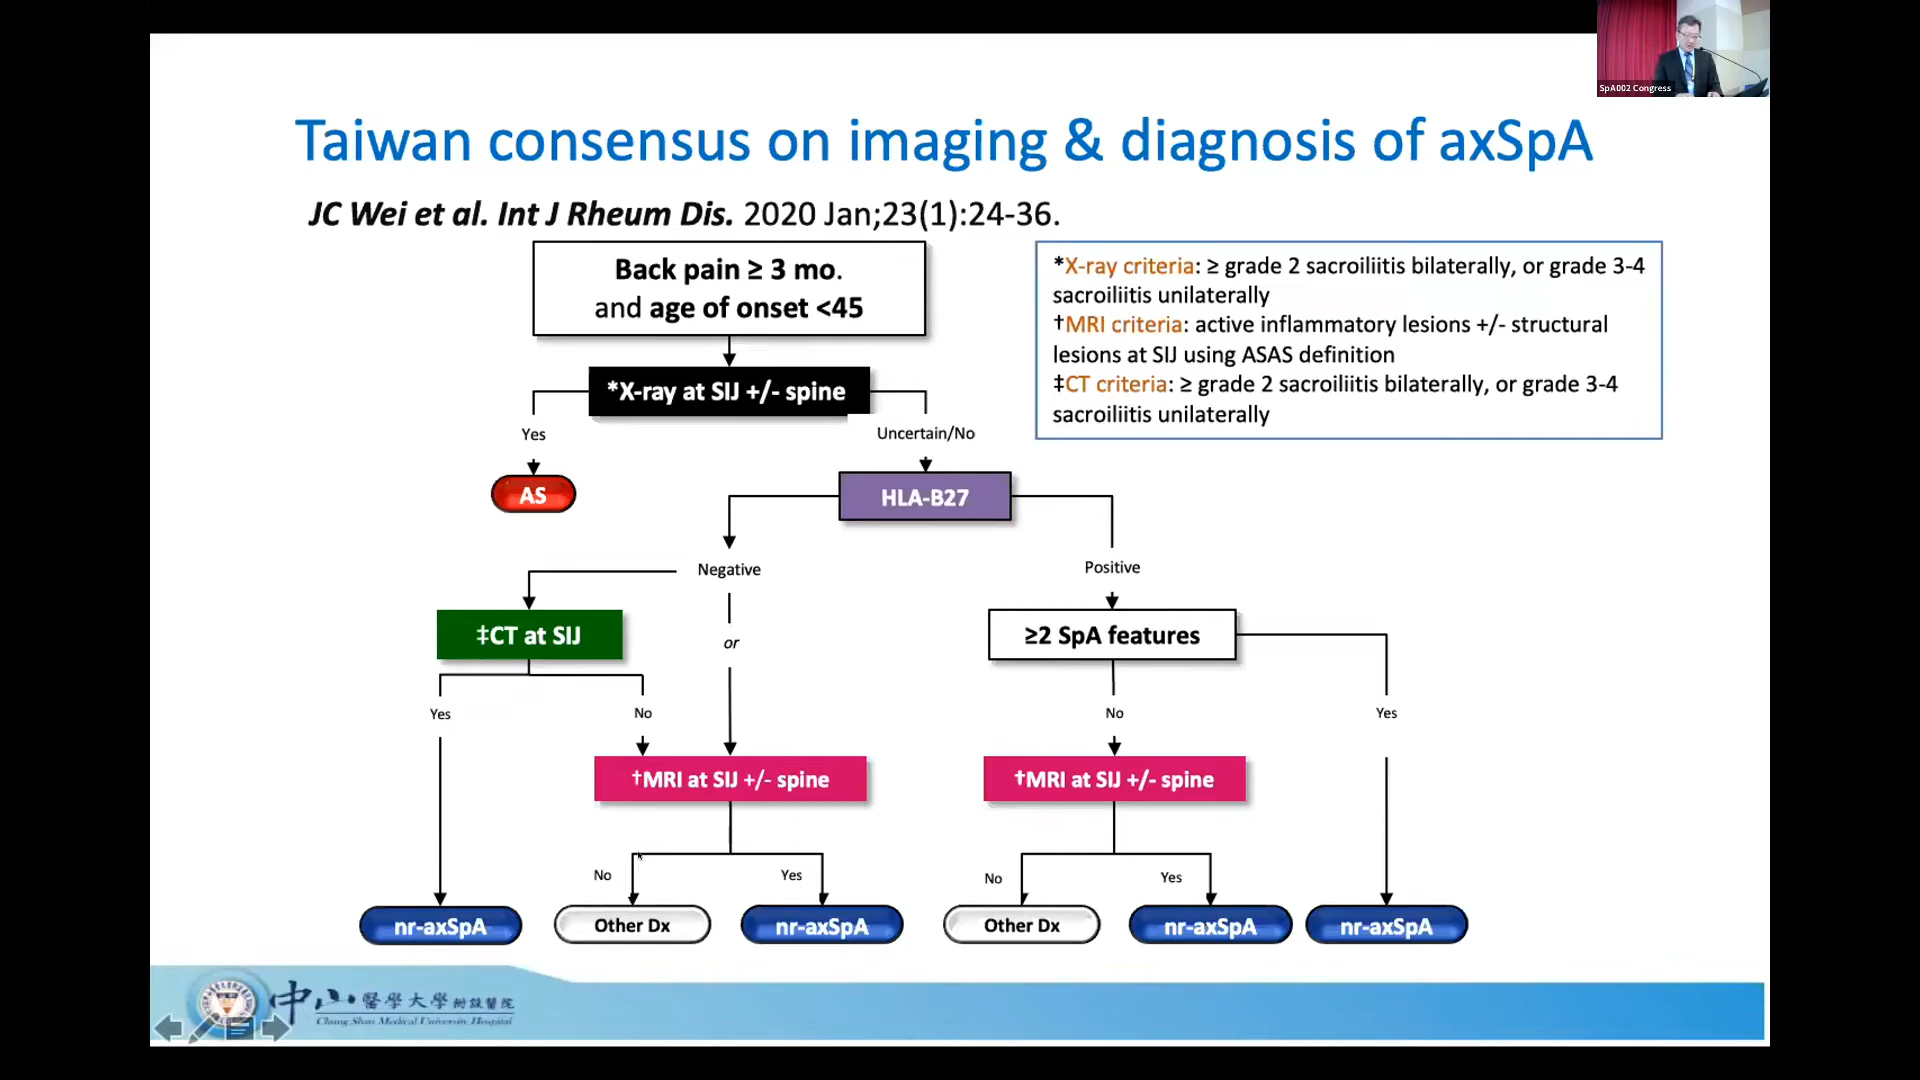 SpA002 Congress
Taiwan consensus on imaging & diagnosis of axSpA
JC Wei et al. Int J Rheum Dis. 2020 Jan;23(1):24-36.
Back pain ≥ 3 mo.
and age of onset <45
*X-ray criteria: ≥ grade 2 sacroiliitis bilaterally, or grade 3-4
sacroiliitis unilaterally
†MRI criteria: active inflammatory lesions +/- structural
lesions at SIJ using ASAS definition
‡CT criteria: ≥ grade 2 sacroiliitis bilaterally, or grade 3-4
sacroiliitis unilaterally
*X-ray at SIJ +/- spine
Yes
Uncertain/No
AS
HLA-B27
Negative
Positive
‡CT at SIJ
or
≥2 SpA features
Yes
No
No
Yes
†MRI at SIJ +/- spine
†MRI at SIJ +/- spine
No
Yes
No
Yes
nr-axSpA
Other Dx
nr-axSpA
Other Dx
nr-axSpA
nr-axSpA
中山醫學大學附設醫院
Chung Shan Medical University Hospital